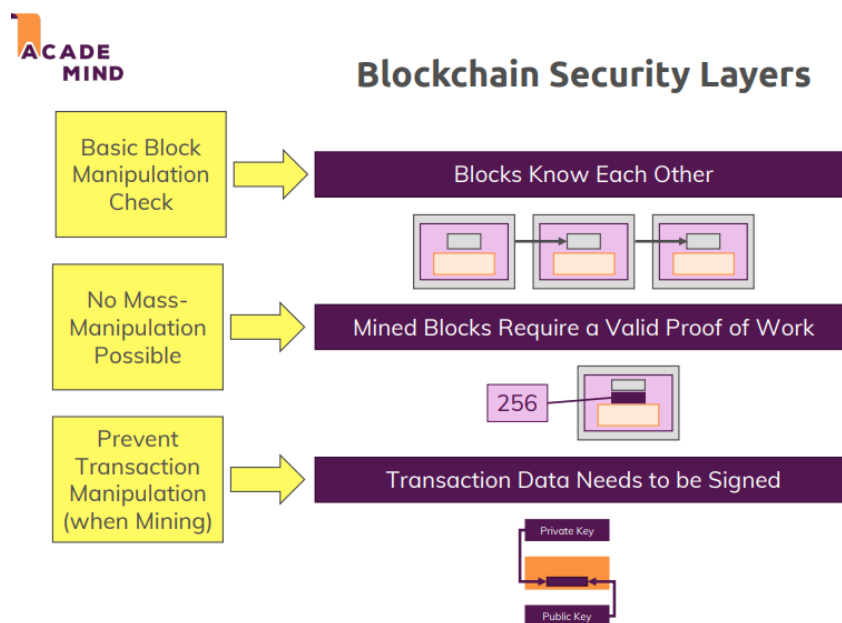 ACADE
MIND
Blockchain Security Layers
Basic Block
Manipulation
Check
Blocks Know Each Other
No Mass-
Manipulation
Possible
Mined Blocks Require a Valid Proof of Work
256
Prevent
Transaction
Manipulation
(when Mining)
Transaction Data Needs to be Signed
Private Key
Public Key